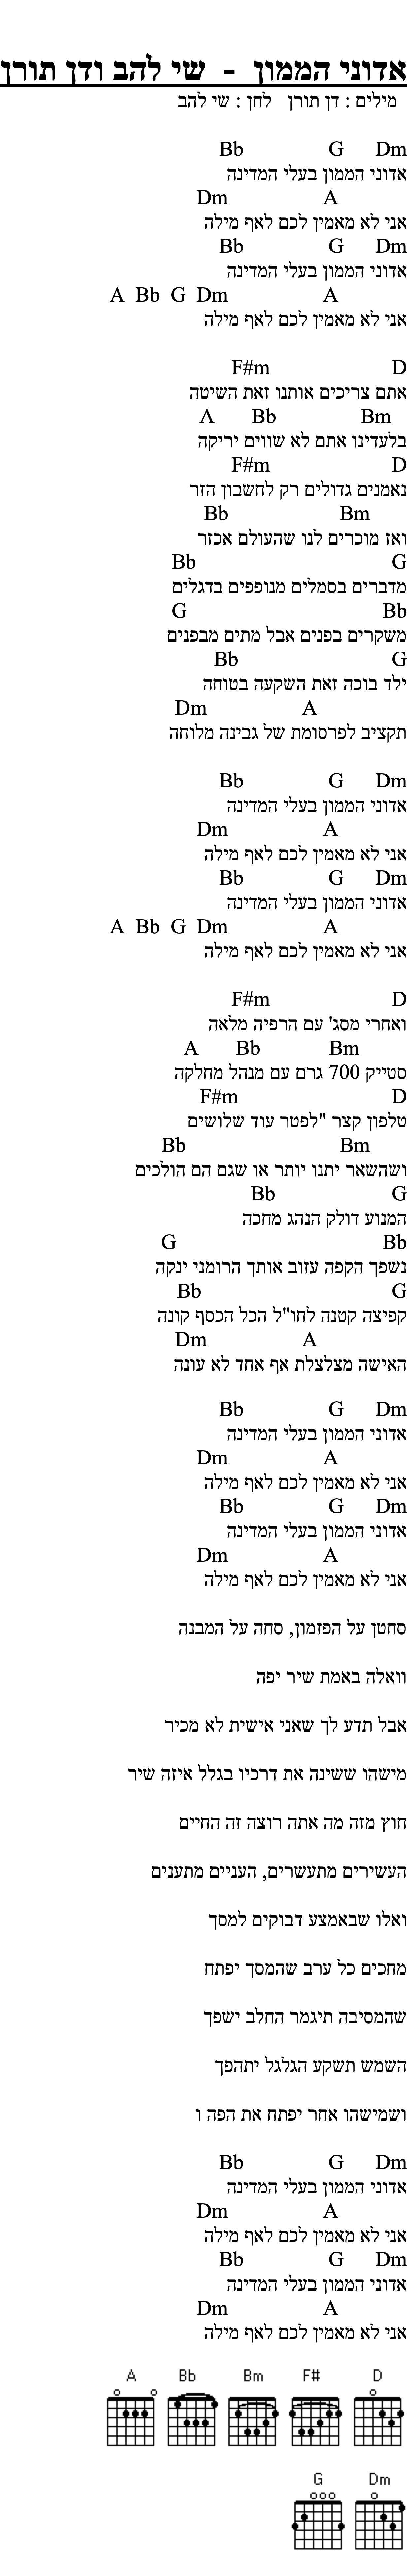 אדוני הממון - שי להב ודן תורן
מילים : דן תורן לחן : שי להב
Dm G Bb
אדוני הממון בעלי המדינה
A Dm
אני לא מאמין לכם לאף מילה
Dm G Bb
אדוני הממון בעלי המדינה
A Dm G Bb A
אני לא מאמין לכם לאף מילה
D F#m
אתם צריכים אותנו זאת השיטה
Bm Bb A
בלעדינו אתם לא שווים יריקה
D F#m
נאמנים גדולים רק לחשבון הזר
Bm Bb
ואז מוכרים לנו שהעולם אכזר
G Bb
מדברים בסמלים מנופפים בדגלים
Bb G
משקרים בפנים אבל מתים מבפנים
G Bb
ילד בוכה זאת השקעה בטוחה
A Dm
תקציב לפרסומת של גבינה מלוחה
Dm G Bb
אדוני הממון בעלי המדינה
A Dm
אני לא מאמין לכם לאף מילה
Dm G Bb
אדוני הממון בעלי המדינה
A Dm G Bb A
אני לא מאמין לכם לאף מילה
D F#m
ואחרי מסג' עם הרפיה מלאה
Bm Bb A
סטייק 700 גרם עם מנהל מחלקה
D F#m
טלפון קצר "לפטר עוד שלושים
Bm Bb
ושהשאר יתנו יותר או שגם הם הולכים
G Bb
המנוע דולק הנהג מחכה
Bb G
נשפך הקפה עזוב אותך הרומני ינקה
G Bb
קפיצה קטנה לחו"ל הכל הכסף קונה
A Dm
האישה מצלצלת אף אחד לא עונה
Dm G Bb
אדוני הממון בעלי המדינה
A Dm
אני לא מאמין לכם לאף מילה
Dm G Bb
אדוני הממון בעלי המדינה
A Dm
אני לא מאמין לכם לאף מילה
סחטן על הפזמון, סחה על המבנה
וואלה באמת שיר יפה
אבל תדע לך שאני אישית לא מכיר
מישהו ששינה את דרכיו בגלל איזה שיר
חוץ מזה מה אתה רוצה זה החיים
העשירים מתעשרים, העניים מתענים
ואלו שבאמצע דבוקים למסך
מחכים כל ערב שהמסך יפתח
שהמסיבה תיגמר החלב ישפך
השמש תשקע הגלגל יתהפך
ושמישהו אחר יפתח את הפה ו
Dm G Bb
אדוני הממון בעלי המדינה
A Dm
אני לא מאמין לכם לאף מילה
Dm G Bb
אדוני הממון בעלי המדינה
A Dm
אני לא מאמין לכם לאף מילה
D F# Bm Bb A
Dm G